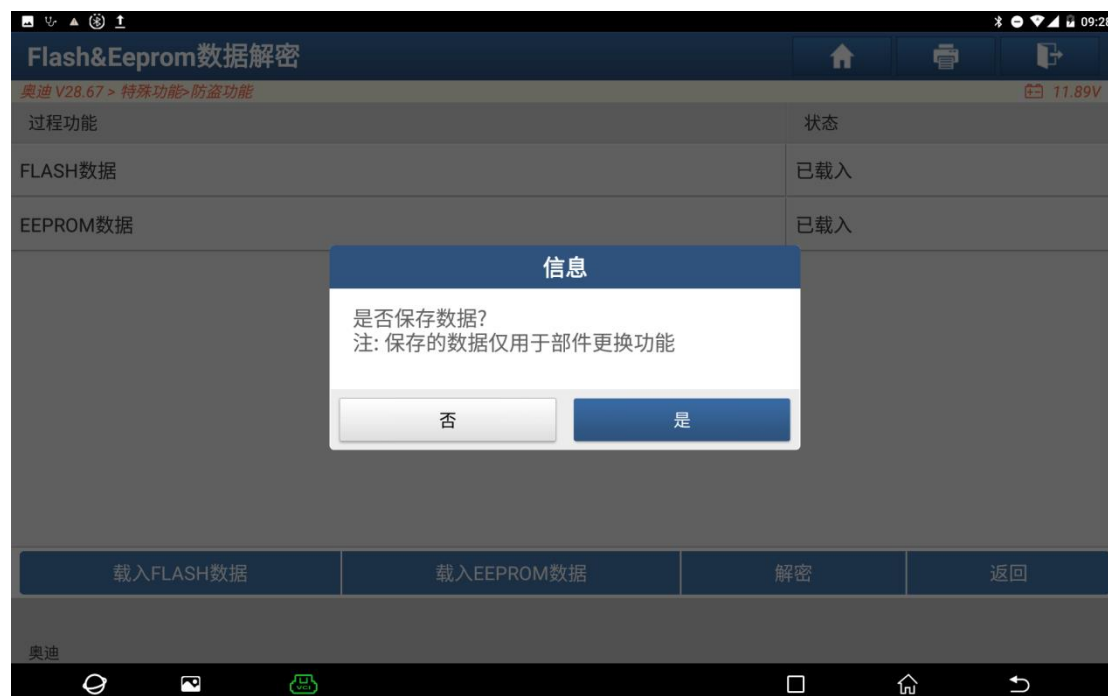 09:28
Flash&Eeprom数据解密
奥迪 V28.67 > 特殊功能>防盗功能
11.89V
过程功能
状态
FLASH数据
已载入
EEPROM数据
已载入
信息
是否保存数据?
注: 保存的数据仅用于部件更换功能
否
是
载入FLASH数据
载入EEPROM数据
解密
返回
奥迪
VCI